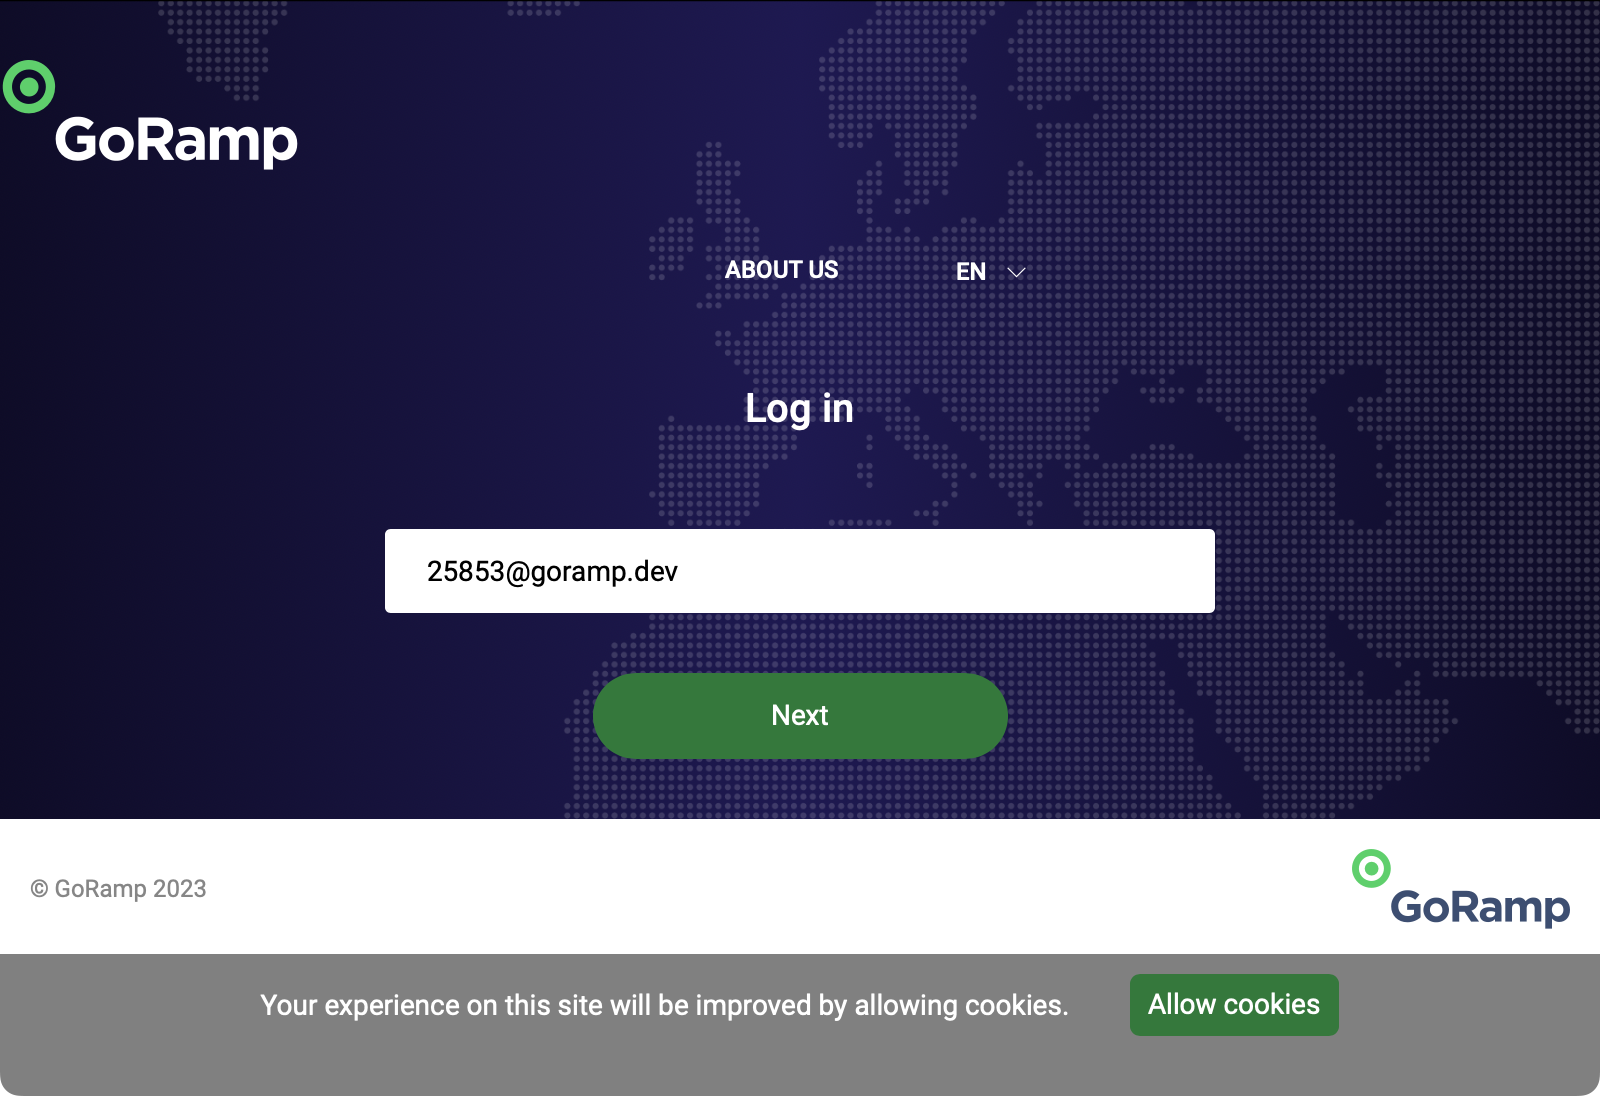 GoRamp
ABOUT US
EN
Log in
25853@goramp.dev
Next
© GoRamp 2023
GoRamp
Your experience on this site will be improved by allowing cookies.
Allow cookies